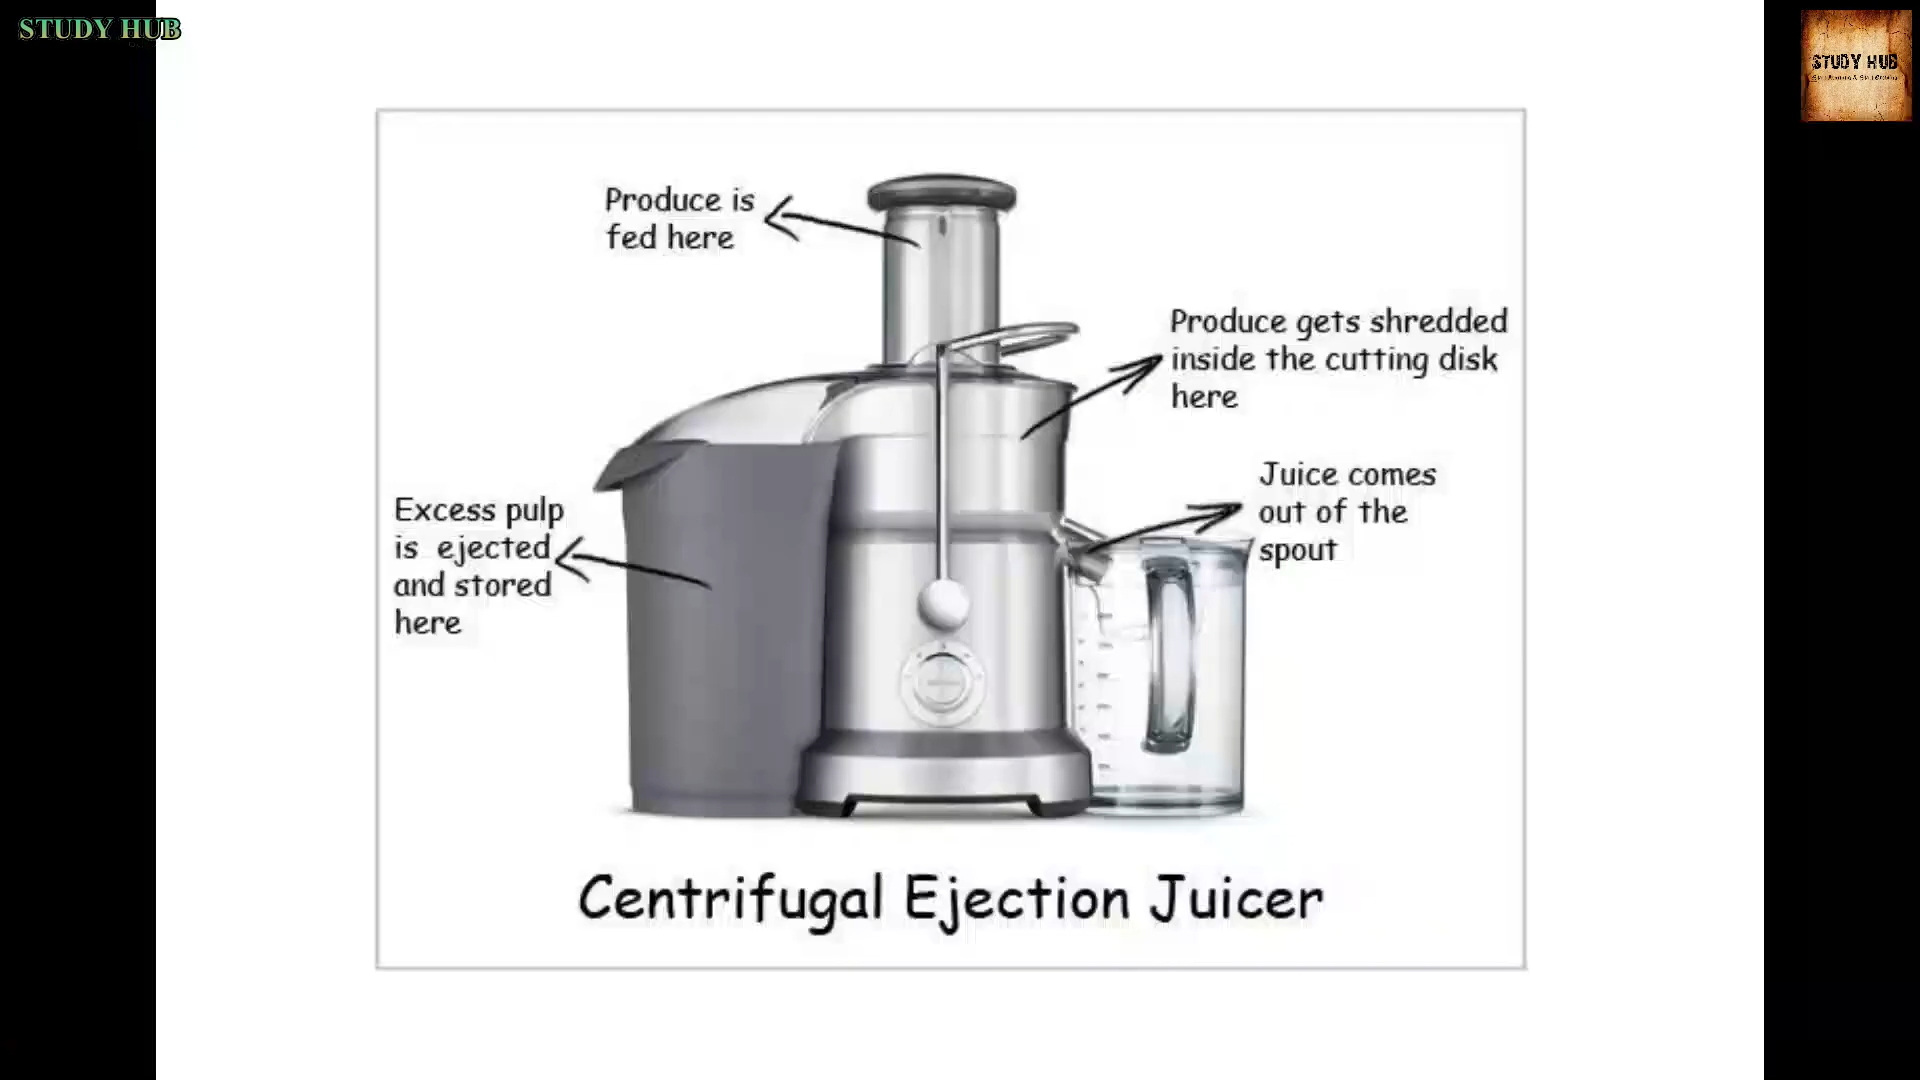 STUDY HUB
STUDY HUB
Produce is
fed here
Produce gets shredded
inside the cutting disk
here
Juice comes
out of the
spout
Excess pulp
is ejected
and stored
here
Centrifugal Ejection Juicer